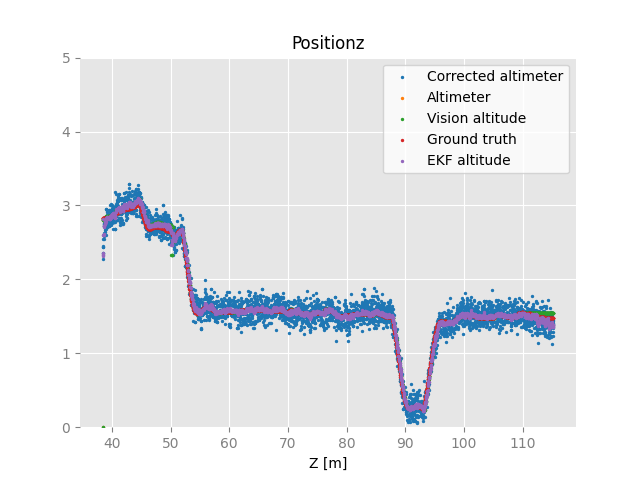 Positionz
5
4
3
2
1
0
Corrected altimeter
Altimeter
Vision altitude
Ground truth
EKF altitude
40 50 60 70 80 90 100 110
Z [m]